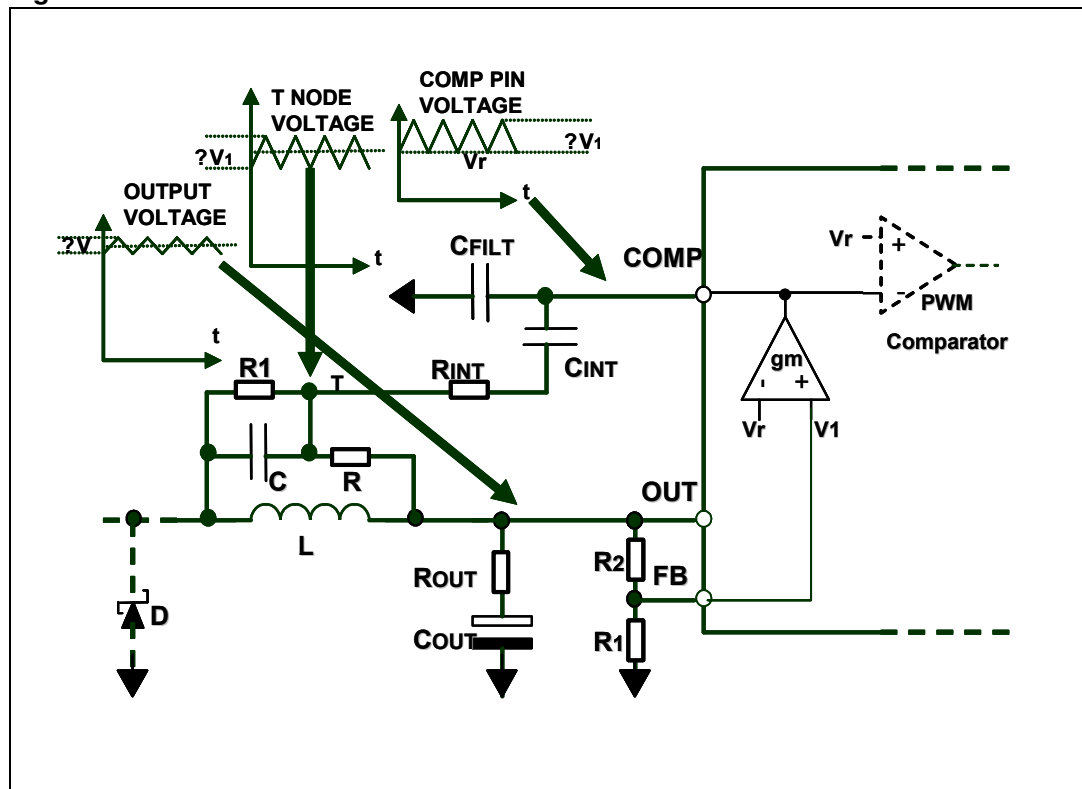 COMP PIN
VOLTAGE
T NODE
VOLTAGE
?V1
Vr
?V1
t
OUTPUT
VOLTAGE
?V
t
t
CFILT
COMP
Vr
+
-
PWM
Comparator
R1
T
RINT
CINT
gm
-
+
Vr
V1
C
R
OUT
L
ROUT
R2
FB
D
COUT
R1